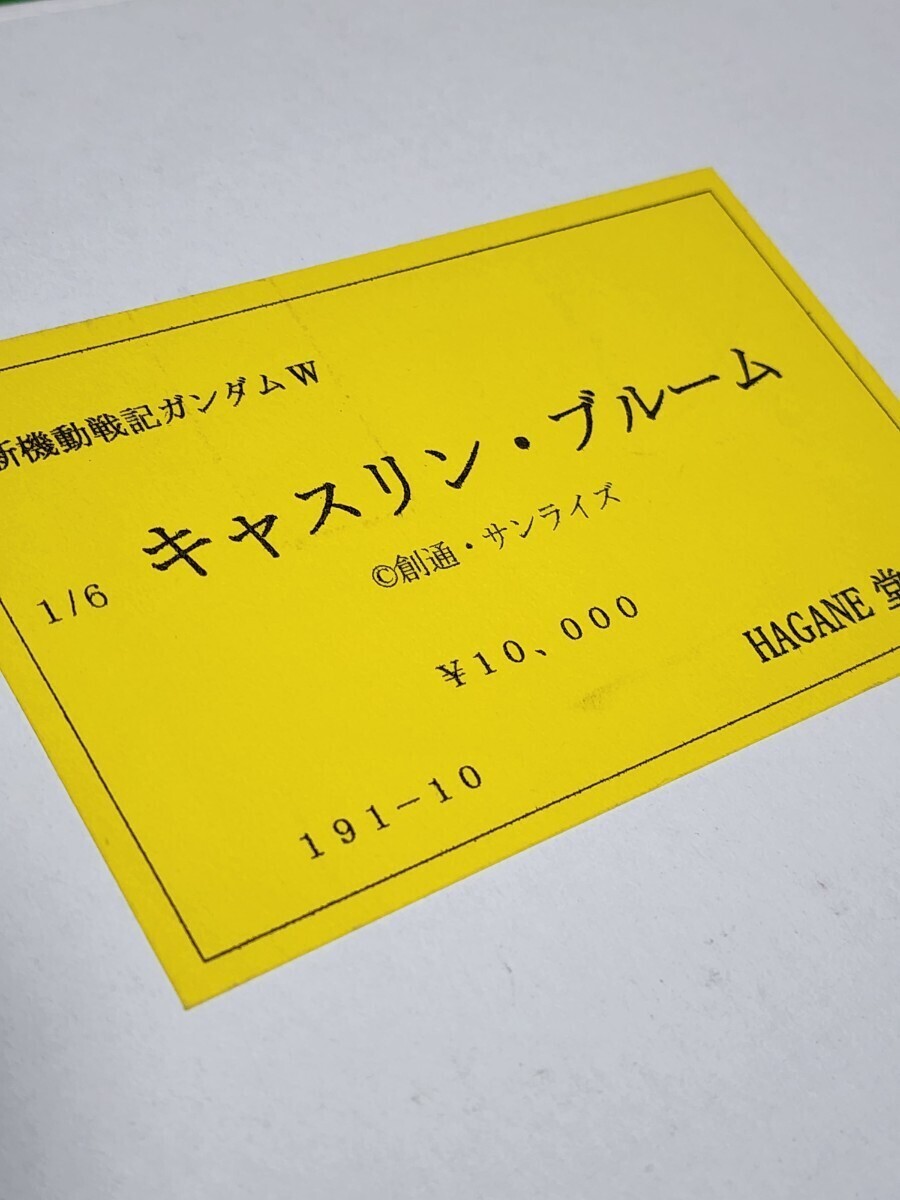 新機動戦記ガンダムW
1/6 キャスリン・ブルーム
©創通・サンライズ
¥10、000
HAGANE 堂
191-10